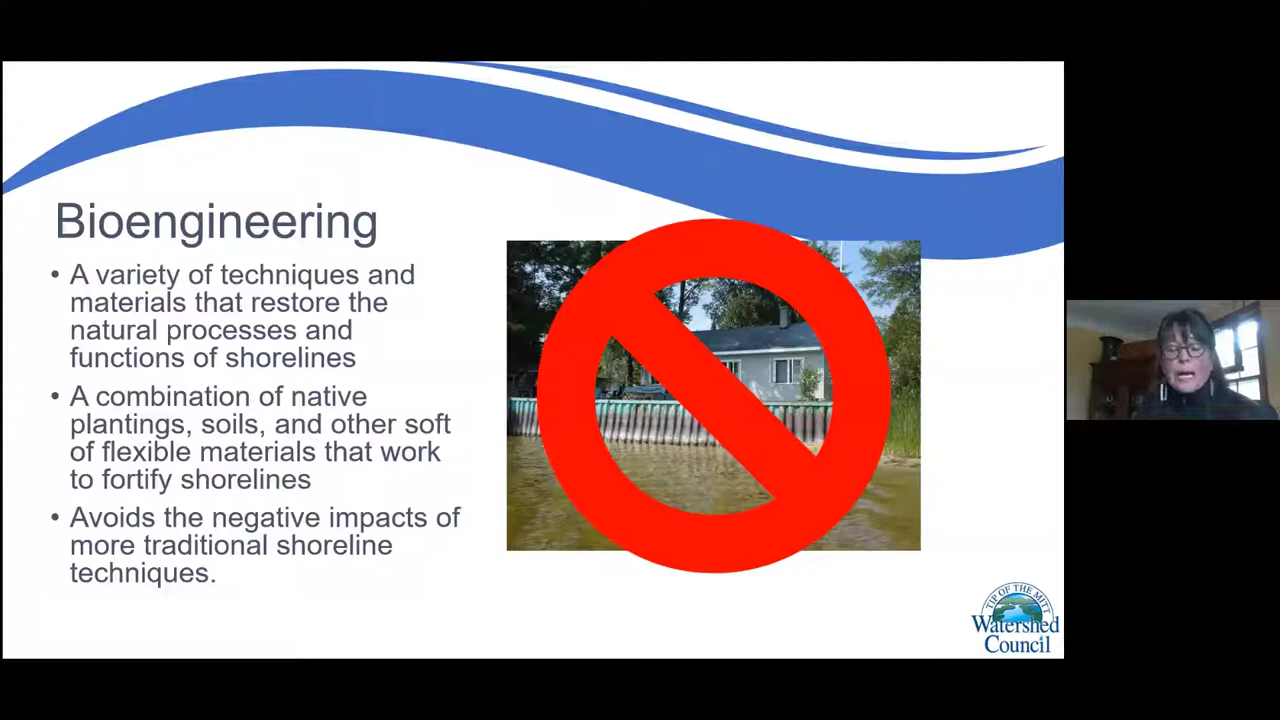 Bioengineering
• A variety of techniques and
materials that restore the
natural processes and
functions of shorelines
• A combination of native
plantings, soils, and other soft
of flexible materials that work
to fortify shorelines
• Avoids the negative impacts of
more traditional shoreline
techniques.
TIP OF THE MITT
Watershed
Council